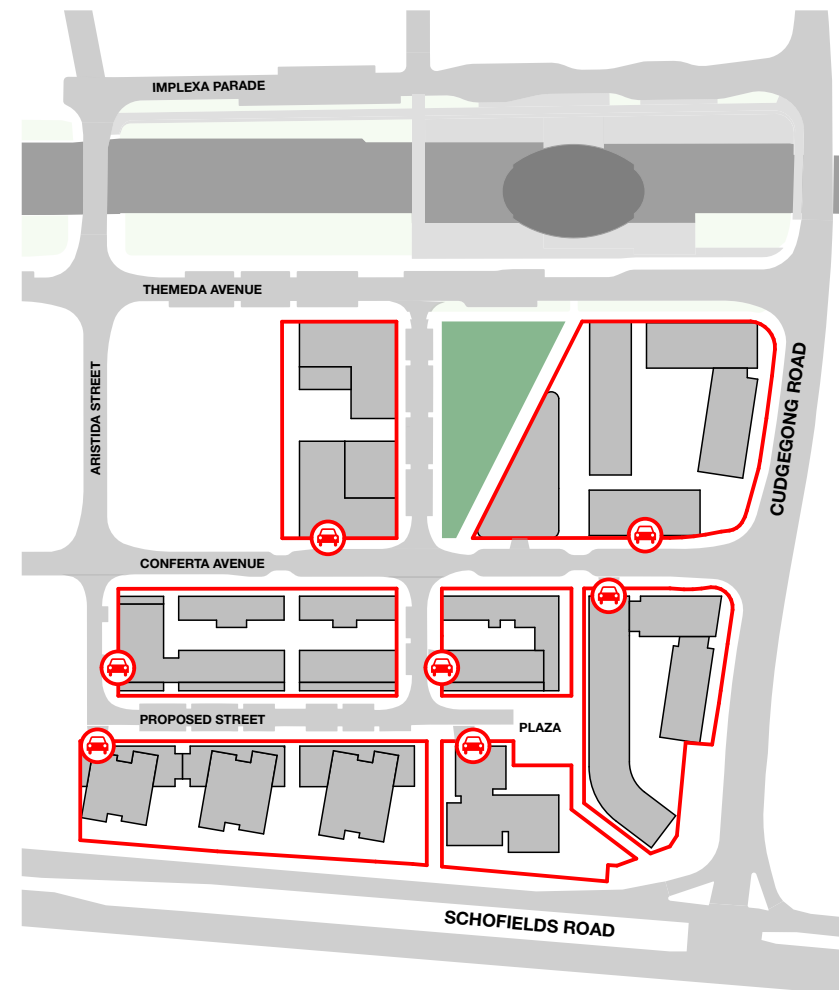 IMPLEXA PARADE
THEMEDA AVENUE
ARISTIDA STREET
CUDGEGONG ROAD
CONFERTA AVENUE
PROPOSED STREET
PLAZA
SCHOFIELDS ROAD